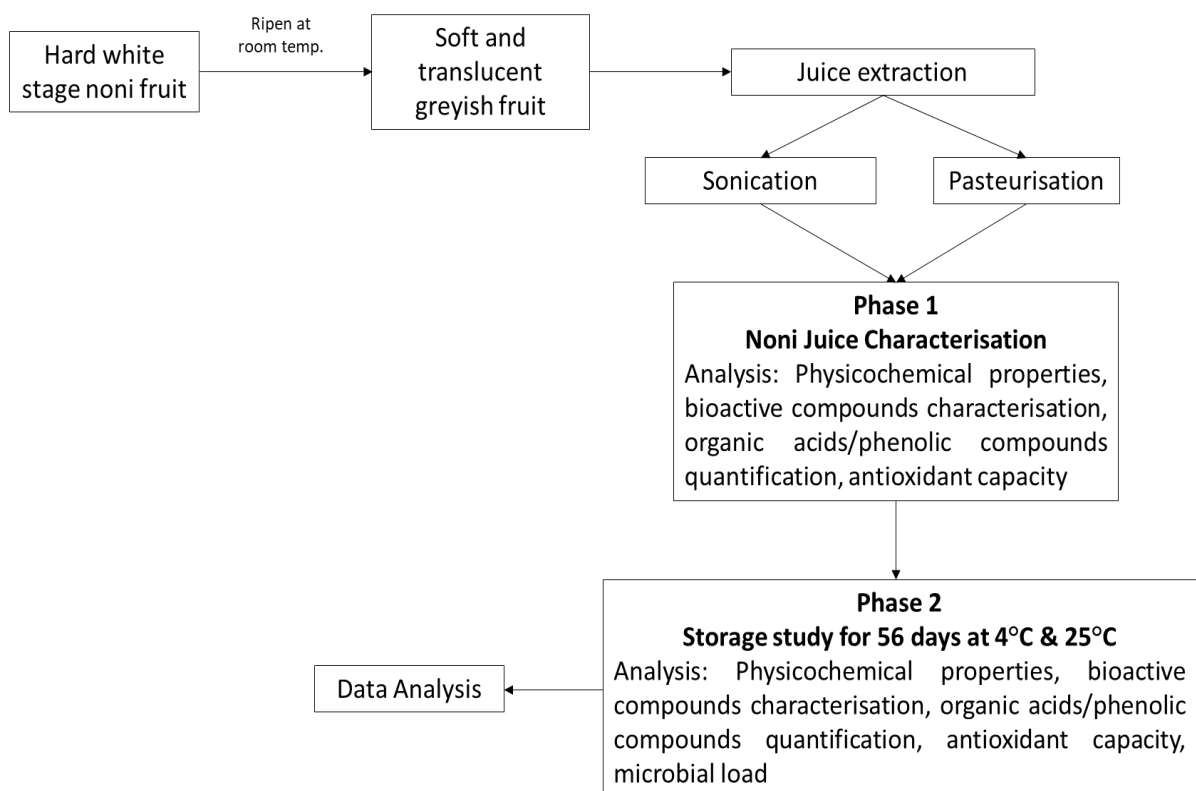 Hard white
stage noni fruit
Ripen at
room temp.
Soft and
translucent
greyish fruit
Juice extraction
Sonication
Pasteurisation
Phase 1
Noni Juice Characterisation
Analysis: Physicochemical properties,
bioactive compounds characterisation,
organic acids/phenolic compounds
quantification, antioxidant capacity
Phase 2
Storage study for 56 days at 4°C & 25°C
Analysis: Physicochemical properties, bioactive
compounds characterisation, organic acids/phenolic
compounds quantification, antioxidant capacity,
microbial load
Data Analysis